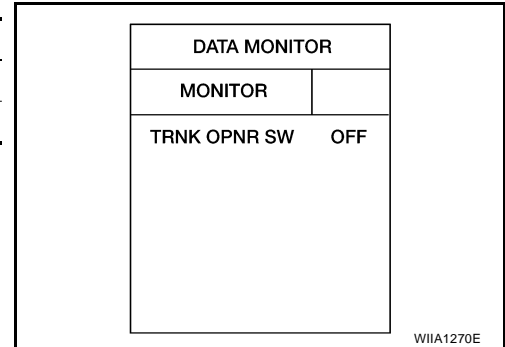 DATA MONITOR
MONITOR
TRNK OPNR SW OFF
WIIA1270E